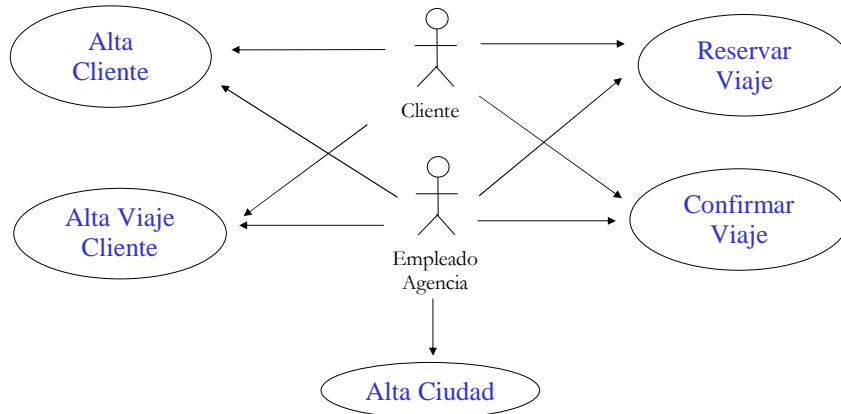 Alta
Cliente
Reservar
Viaje
Cliente
Alta Viaje
Cliente
Confirmar
Viaje
Empleado
Agencia
Alta Ciudad